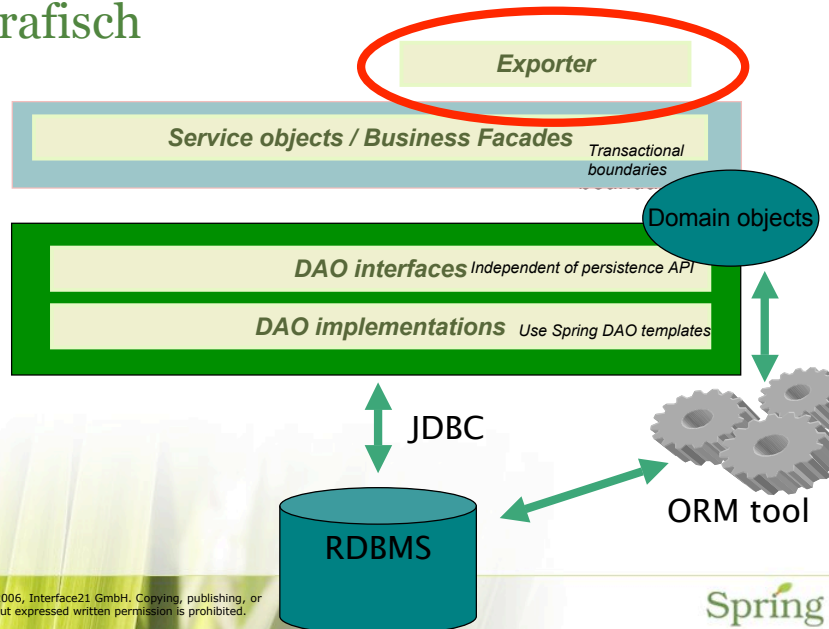 rafisch
Exporter
Service objects / Business Facades
Transactional
boundaries
Domain objects
DAO interfaces Independent of persistence API
DAO implementations Use Spring DAO templates
JDBC
ORM tool
RDBMS
006, Interface21 GmbH. Copying, publishing, or
ut expressed written permission is prohibited.
Spring